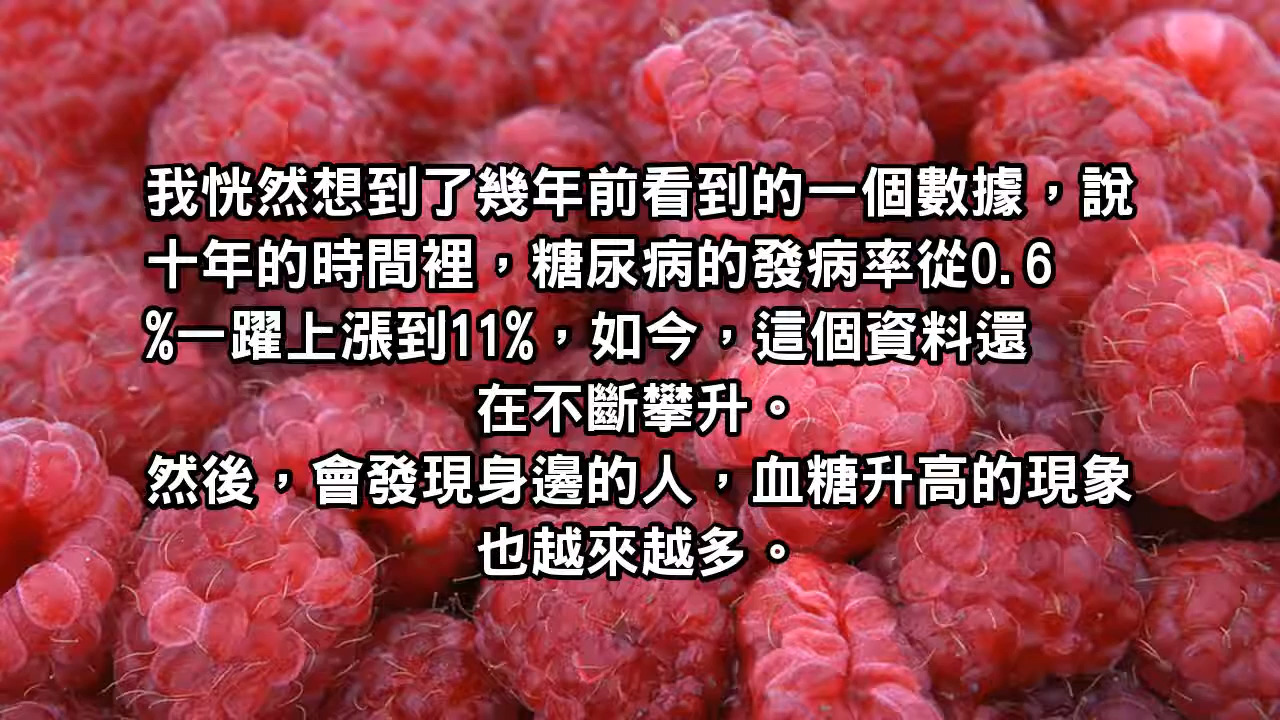 我恍然想到了幾年前看到的一個數據，說
十年的時間裡，糖尿病的發病率從0.6
%一躍上漲到11%，如今，這個資料還
在不斷攀升。
然後，會發現身邊的人，血糖升高的現象
也越來越多。